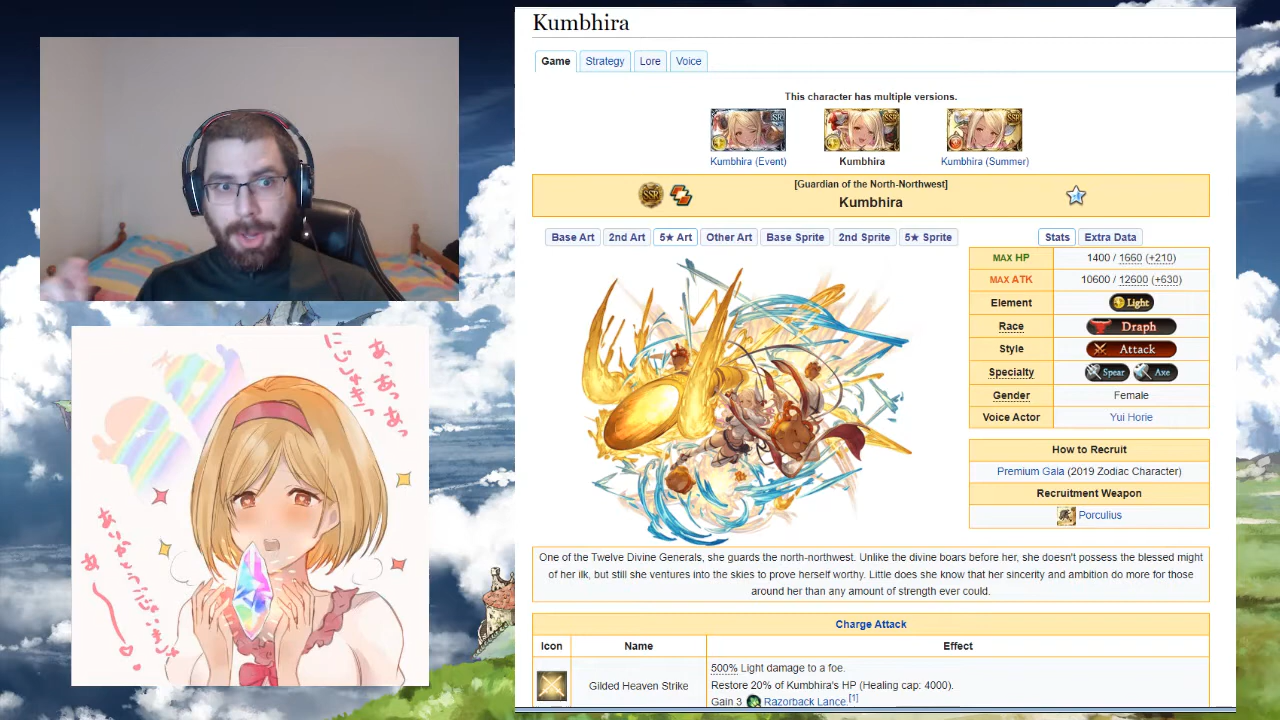 Kumbhira
Game Strategy Lore Voice
This character has multiple versions.
SR SSR SSR
Kumbhira (Event) Kumbhira Kumbhira (Summer)
[Guardian of the North-Northwest]
SSR
Kumbhira
Base Art 2nd Art 5★ Art Other Art Base Sprite 2nd Sprite 5★ Sprite
Stats Extra Data
MAX HP 1400 / 1660 (+210)
MAX ATK 10600 / 12600 (+630)
Element Light
Race Draph
Style Attack
Specialty Spear Axe
Gender Female
Voice Actor Yui Horie
How to Recruit
Premium Gala (2019 Zodiac Character)
Recruitment Weapon
Porculius
One of the Twelve Divine Generals, she guards the north-northwest. Unlike the divine boars before her, she doesn't possess the blessed might
of her ilk, but still she ventures into the skies to prove herself worthy. Little does she know that her sincerity and ambition do more for those
around her than any amount of strength ever could.
Charge Attack
Icon Name Effect
Gilded Heaven Strike
500% Light damage to a foe.
Restore 20% of Kumbhira's HP (Healing cap: 4000).
Gain 3 Razorback Lance.[1]
あっあっあっ
にじしょうきっ
ありがとうございまし
あ